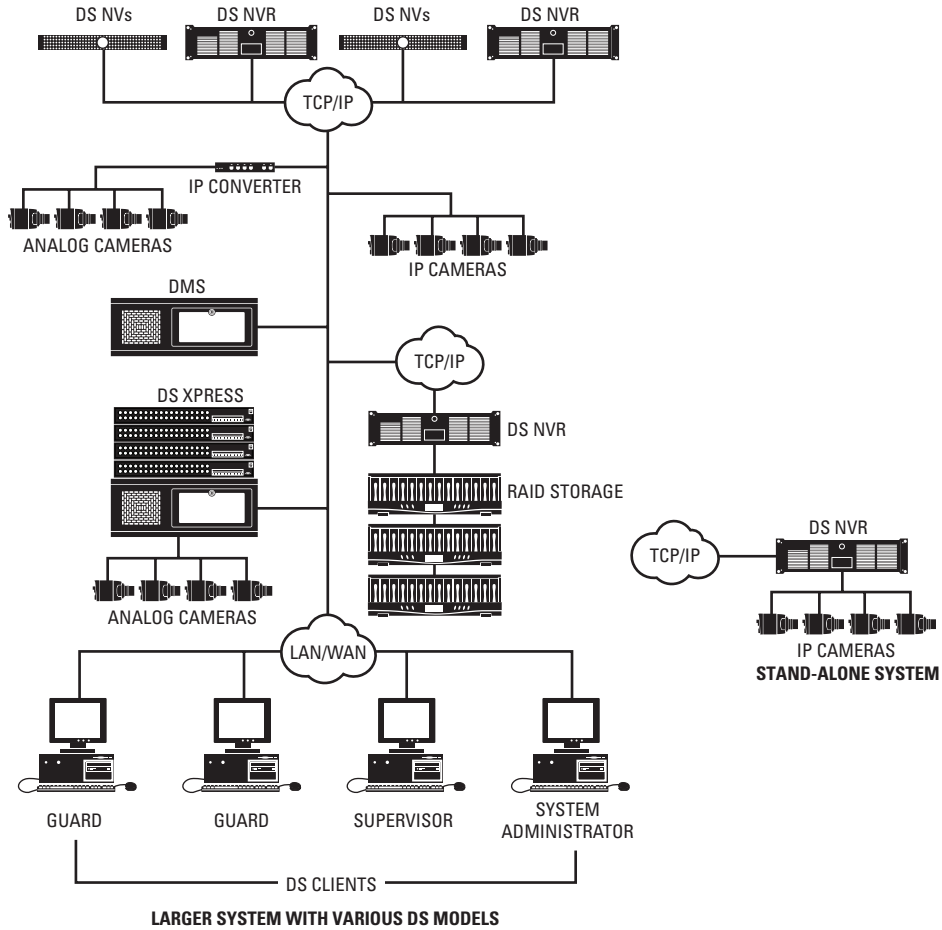 DS NVs
DS NVR
DS NVs
DS NVR
TCP/IP
IP CONVERTER
ANALOG CAMERAS
IP CAMERAS
DMS
TCP/IP
DS XPRESS
DS NVR
RAID STORAGE
ANALOG CAMERAS
DS NVR
TCP/IP
IP CAMERAS
STAND-ALONE SYSTEM
LAN/WAN
GUARD
GUARD
SUPERVISOR
SYSTEM
ADMINISTRATOR
DS CLIENTS
LARGER SYSTEM WITH VARIOUS DS MODELS